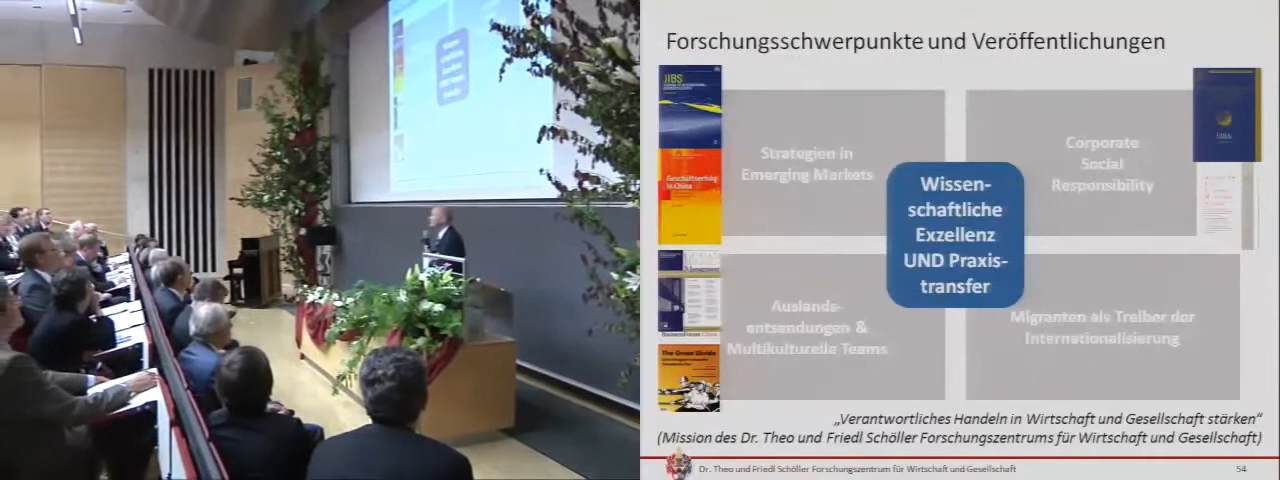 Forschungsschwerpunkte und Veröffentlichungen
JIBS
Strategien in
Emerging Markets
Corporate
Social
Responsibility
Geschäftserfolg
in China
Wissen-
schaftliche
Exzellenz
UND Praxis-
transfer
Auslands-
entsendungen &
Multikulturelle Teams
Migranten als Treiber der
Internationalisierung
The Great Divide
„Verantwortliches Handeln in Wirtschaft und Gesellschaft stärken“
(Mission des Dr. Theo und Friedl Schöller Forschungszentrums für Wirtschaft und Gesellschaft)
Dr. Theo und Friedl Schöller Forschungszentrum für Wirtschaft und Gesellschaft
54